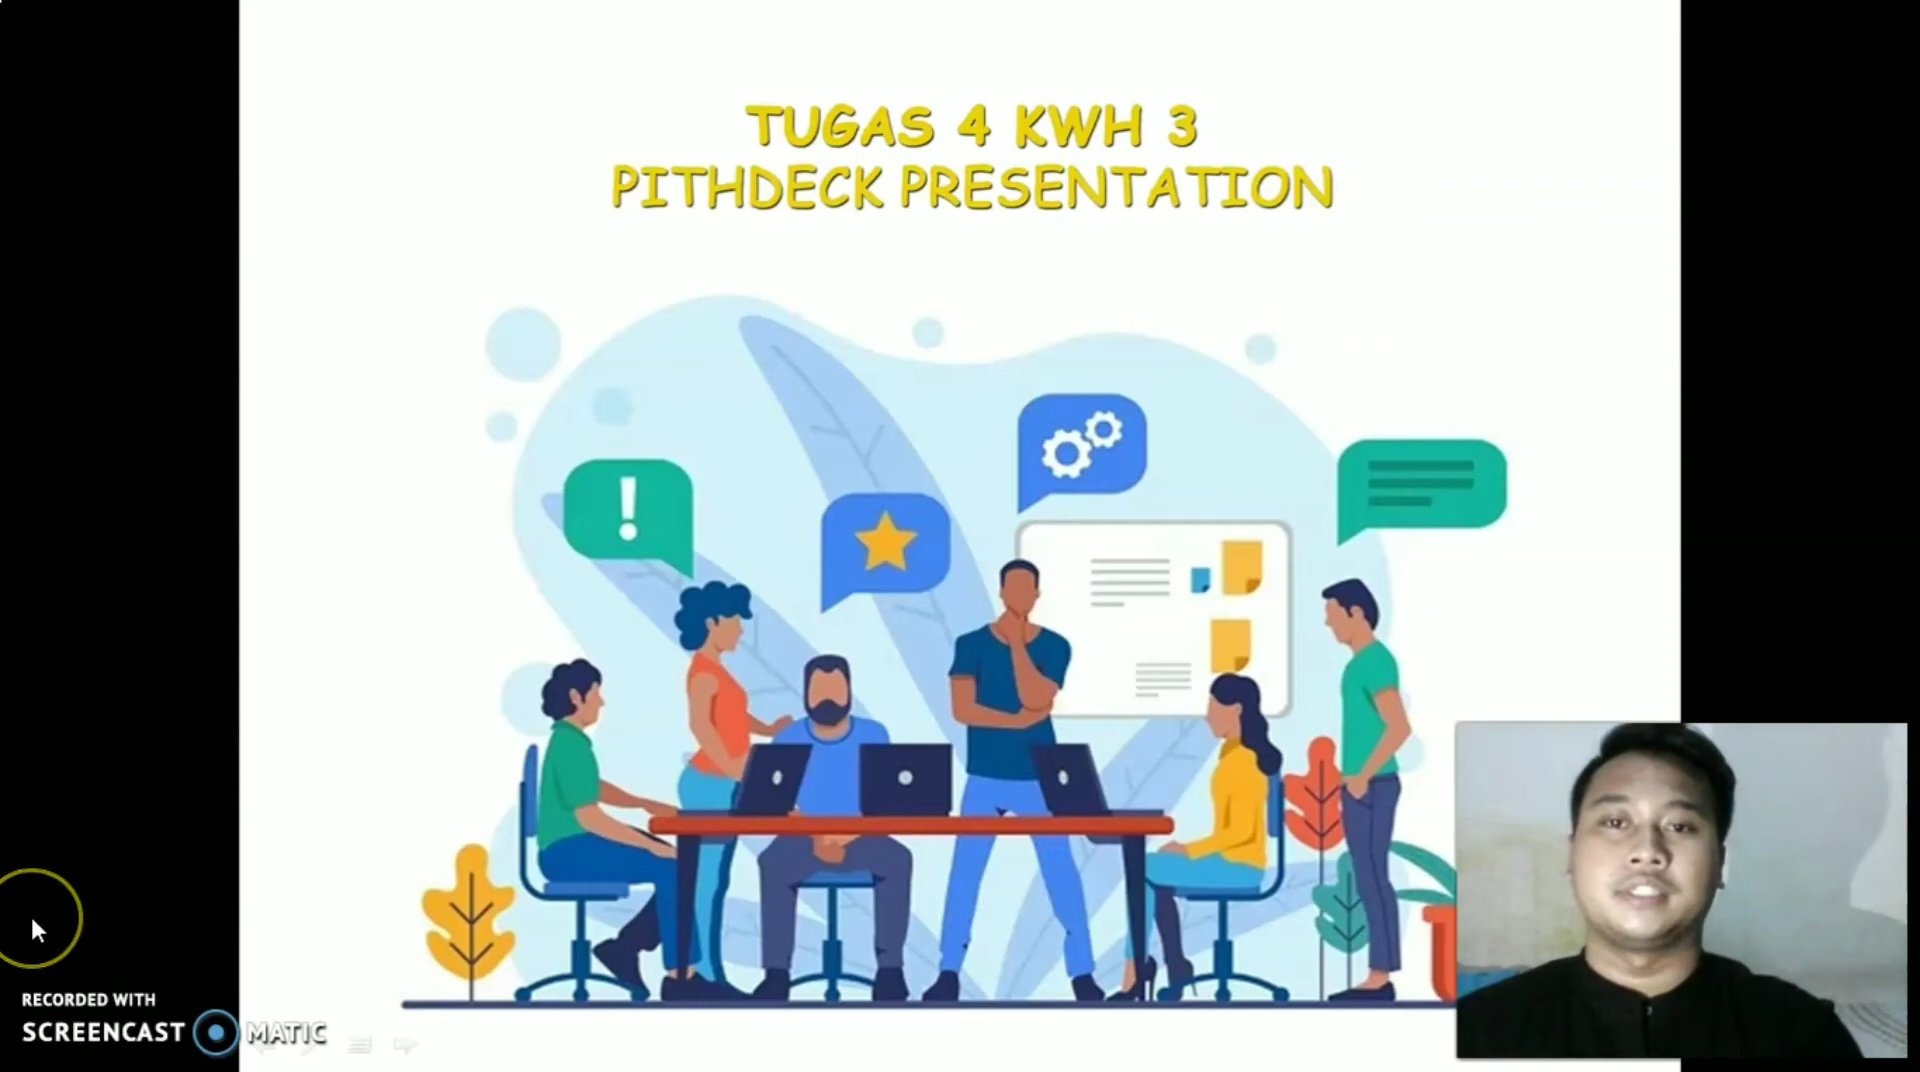 TUGAS 4 KWH 3
PITHDECK PRESENTATION
!
RECORDED WITH
SCREENCAST MATIC